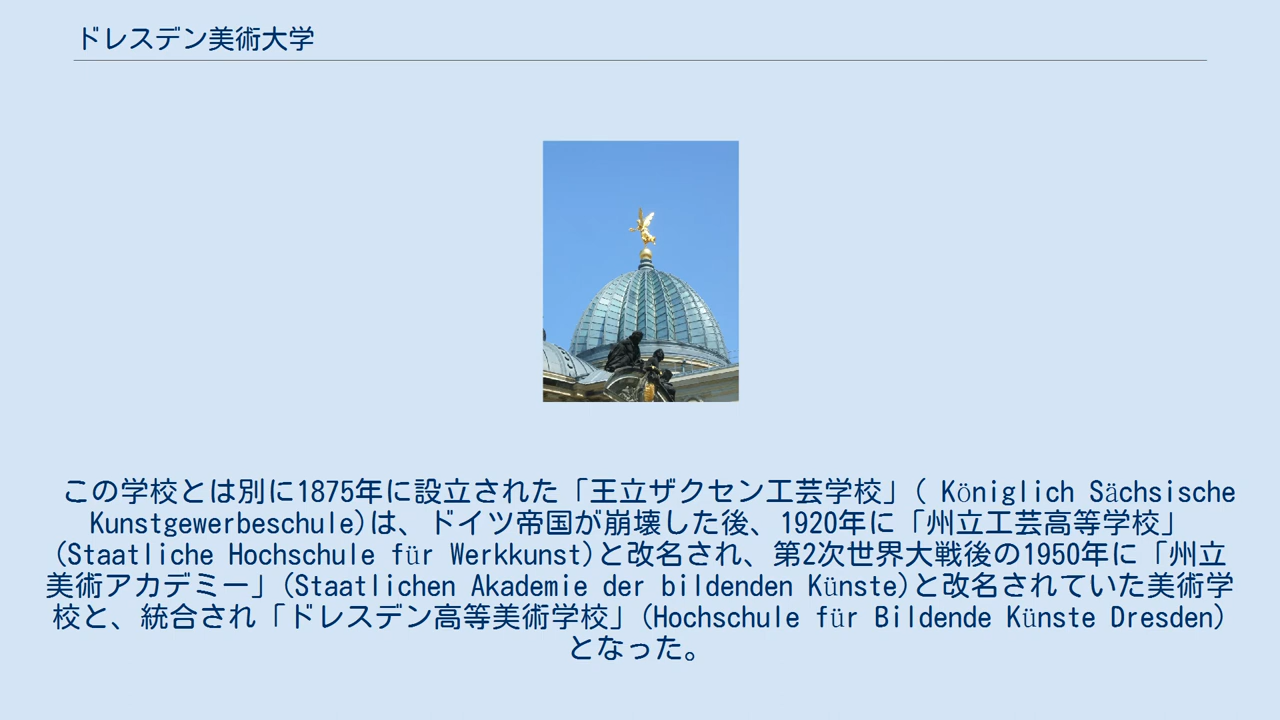 ドレスデン美術大学
この学校とは別に1875年に設立された「王立ザクセン工芸学校」( Königlich Sächsische
Kunstgewerbeschule)は、ドイツ帝国が崩壊した後、1920年に「州立工芸高等学校」
(Staatliche Hochschule für Werkkunst)と改名され、第2次世界大戦後の1950年に「州立
美術アカデミー」(Staatlichen Akademie der bildenden Künste)と改名されていた美術学
校と、統合され「ドレスデン高等美術学校」(Hochschule für Bildende Künste Dresden)
となった。